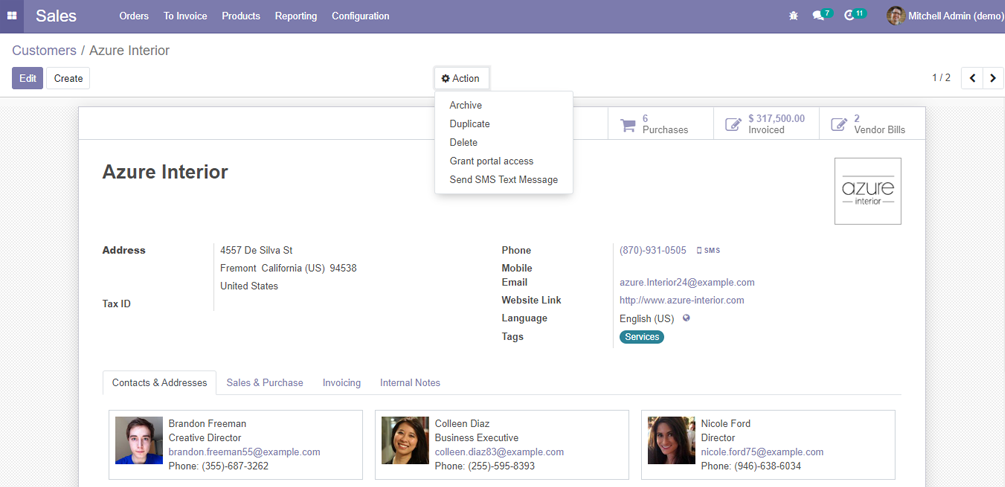 Sales
Orders To Invoice Products Reporting Configuration
7 11 Mitchell Admin (demo)
Customers / Azure Interior
Edit Create Action 1 / 2
Archive
Duplicate
Delete
Grant portal access
Send SMS Text Message
6 Purchases
$ 317,500.00 Invoiced
2 Vendor Bills
Azure Interior
azure
interior
Address 4557 De Silva St
Fremont California (US) 94538
United States
Tax ID
Phone (870)-931-0505 SMS
Mobile
Email azure.Interior24@example.com
Website Link http://www.azure-interior.com
Language English (US)
Tags Services
Contacts & Addresses Sales & Purchase Invoicing Internal Notes
Brandon Freeman
Creative Director
brandon.freeman55@example.com
Phone: (355)-687-3262
Colleen Diaz
Business Executive
colleen.diaz83@example.com
Phone: (255)-595-8393
Nicole Ford
Director
nicole.ford75@example.com
Phone: (946)-638-6034